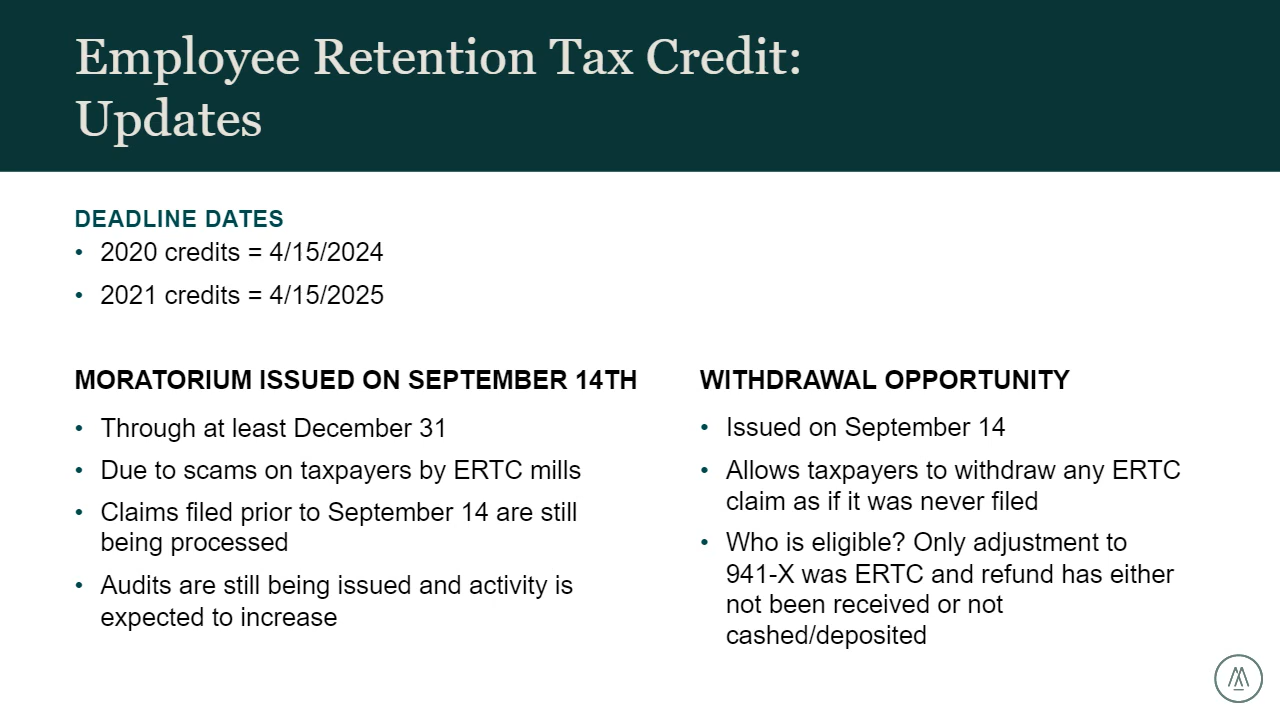 Employee Retention Tax Credit:
Updates
DEADLINE DATES
• 2020 credits = 4/15/2024
• 2021 credits = 4/15/2025
MORATORIUM ISSUED ON SEPTEMBER 14TH
• Through at least December 31
• Due to scams on taxpayers by ERTC mills
• Claims filed prior to September 14 are still
being processed
• Audits are still being issued and activity is
expected to increase
WITHDRAWAL OPPORTUNITY
• Issued on September 14
• Allows taxpayers to withdraw any ERTC
claim as if it was never filed
• Who is eligible? Only adjustment to
941-X was ERTC and refund has either
not been received or not
cashed/deposited